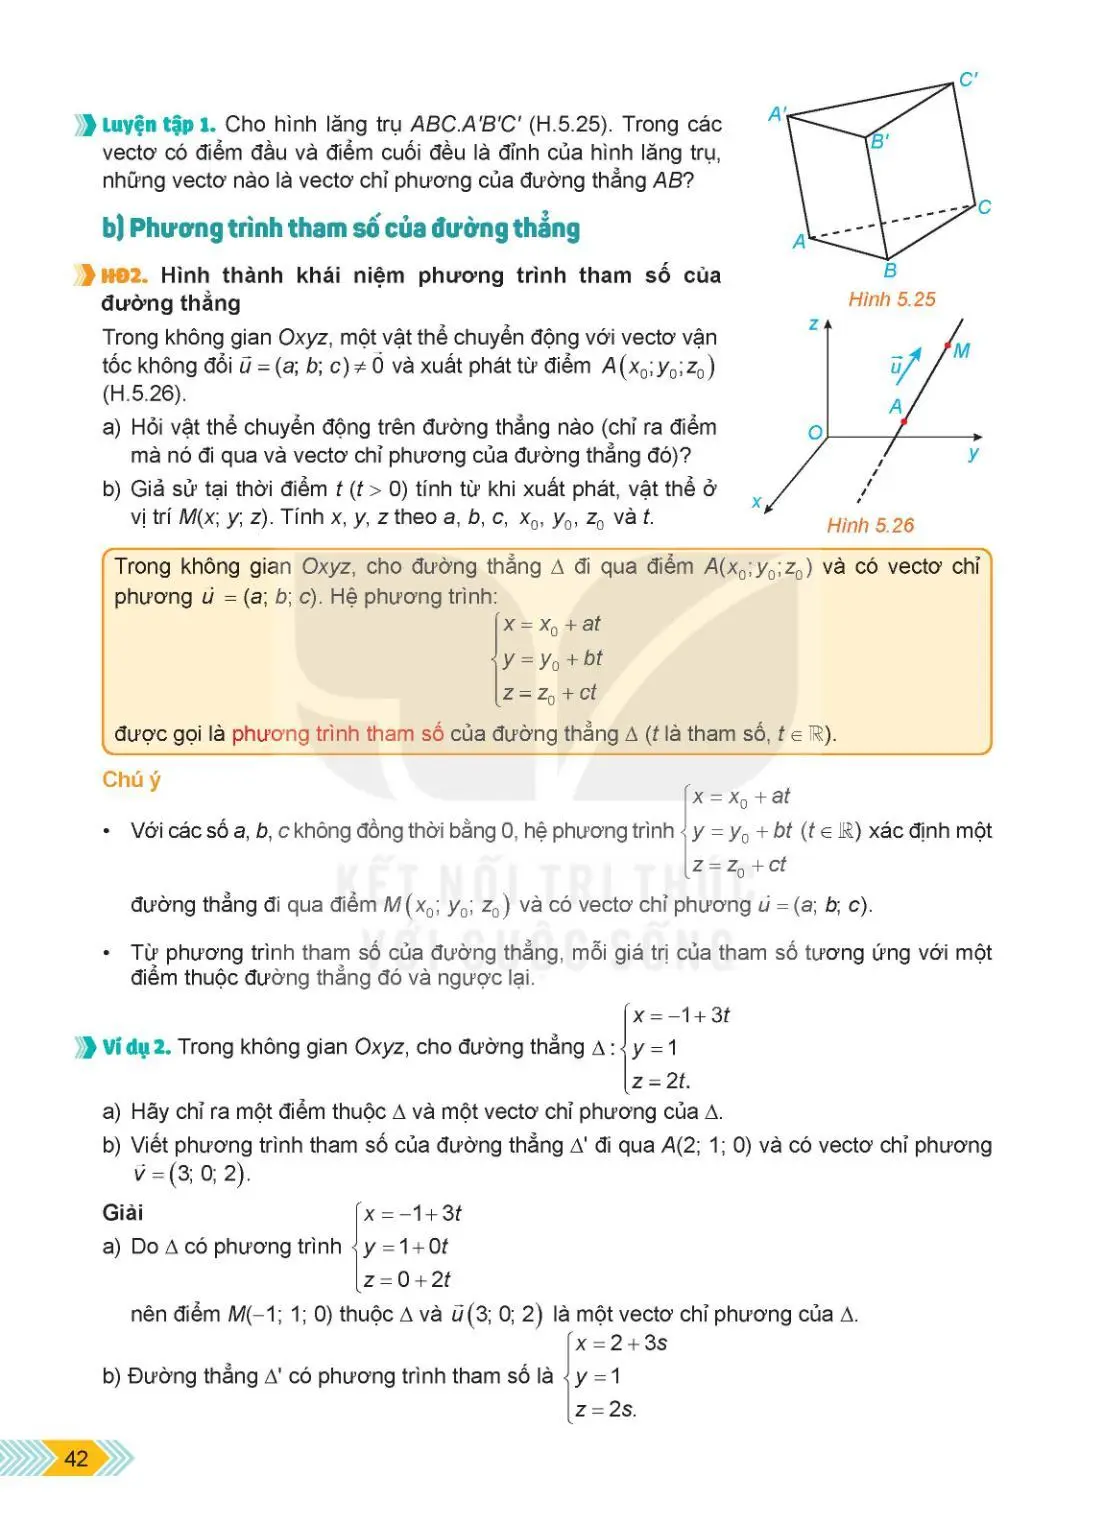 Luyện tập 1. Cho hình lăng trụ ABC.A'B'C' (H.5.25). Trong các
vectơ có điểm đầu và điểm cuối đều là đỉnh của hình lăng trụ,
những vectơ nào là vectơ chỉ phương của đường thẳng AB?
A'
B'
C'
A
B
C
Hình 5.25
b) Phương trình tham số của đường thẳng
HĐ2. Hình thành khái niệm phương trình tham số của
đường thẳng
Trong không gian Oxyz, một vật thể chuyển động với vectơ vận
tốc không đổi u⃗ = (a; b; c) ≠ 0⃗ và xuất phát từ điểm A(x₀; y₀; z₀)
(H.5.26).
a) Hỏi vật thể chuyển động trên đường thẳng nào (chỉ ra điểm
mà nó đi qua và vectơ chỉ phương của đường thẳng đó)?
b) Giả sử tại thời điểm t (t > 0) tính từ khi xuất phát, vật thể ở
vị trí M(x; y; z). Tính x, y, z theo a, b, c, x₀, y₀, z₀ và t.
z
u⃗
M
A
O
y
x
Hình 5.26
Trong không gian Oxyz, cho đường thẳng Δ đi qua điểm A(x₀; y₀; z₀) và có vectơ chỉ
phương u⃗ = (a; b; c). Hệ phương trình:
x = x₀ + at
y = y₀ + bt
z = z₀ + ct
được gọi là phương trình tham số của đường thẳng Δ (t là tham số, t ∈ ℝ).
Chú ý
x = x₀ + at
• Với các số a, b, c không đồng thời bằng 0, hệ phương trình { y = y₀ + bt (t ∈ ℝ) xác định một
z = z₀ + ct
đường thẳng đi qua điểm M(x₀; y₀; z₀) và có vectơ chỉ phương u⃗ = (a; b; c).
• Từ phương trình tham số của đường thẳng, mỗi giá trị của tham số tương ứng với một
điểm thuộc đường thẳng đó và ngược lại.
KẾT NỐI TRI THỨC
VỚI CUỘC SỐNG
x = −1 + 3t
Ví dụ 2. Trong không gian Oxyz, cho đường thẳng Δ : { y = 1
z = 2t.
a) Hãy chỉ ra một điểm thuộc Δ và một vectơ chỉ phương của Δ.
b) Viết phương trình tham số của đường thẳng Δ' đi qua A(2; 1; 0) và có vectơ chỉ phương
v⃗ = (3; 0; 2).
Giải
x = −1 + 3t
a) Do Δ có phương trình { y = 1 + 0t
z = 0 + 2t
nên điểm M(−1; 1; 0) thuộc Δ và u⃗(3; 0; 2) là một vectơ chỉ phương của Δ.
x = 2 + 3s
b) Đường thẳng Δ' có phương trình tham số là { y = 1
z = 2s.
42